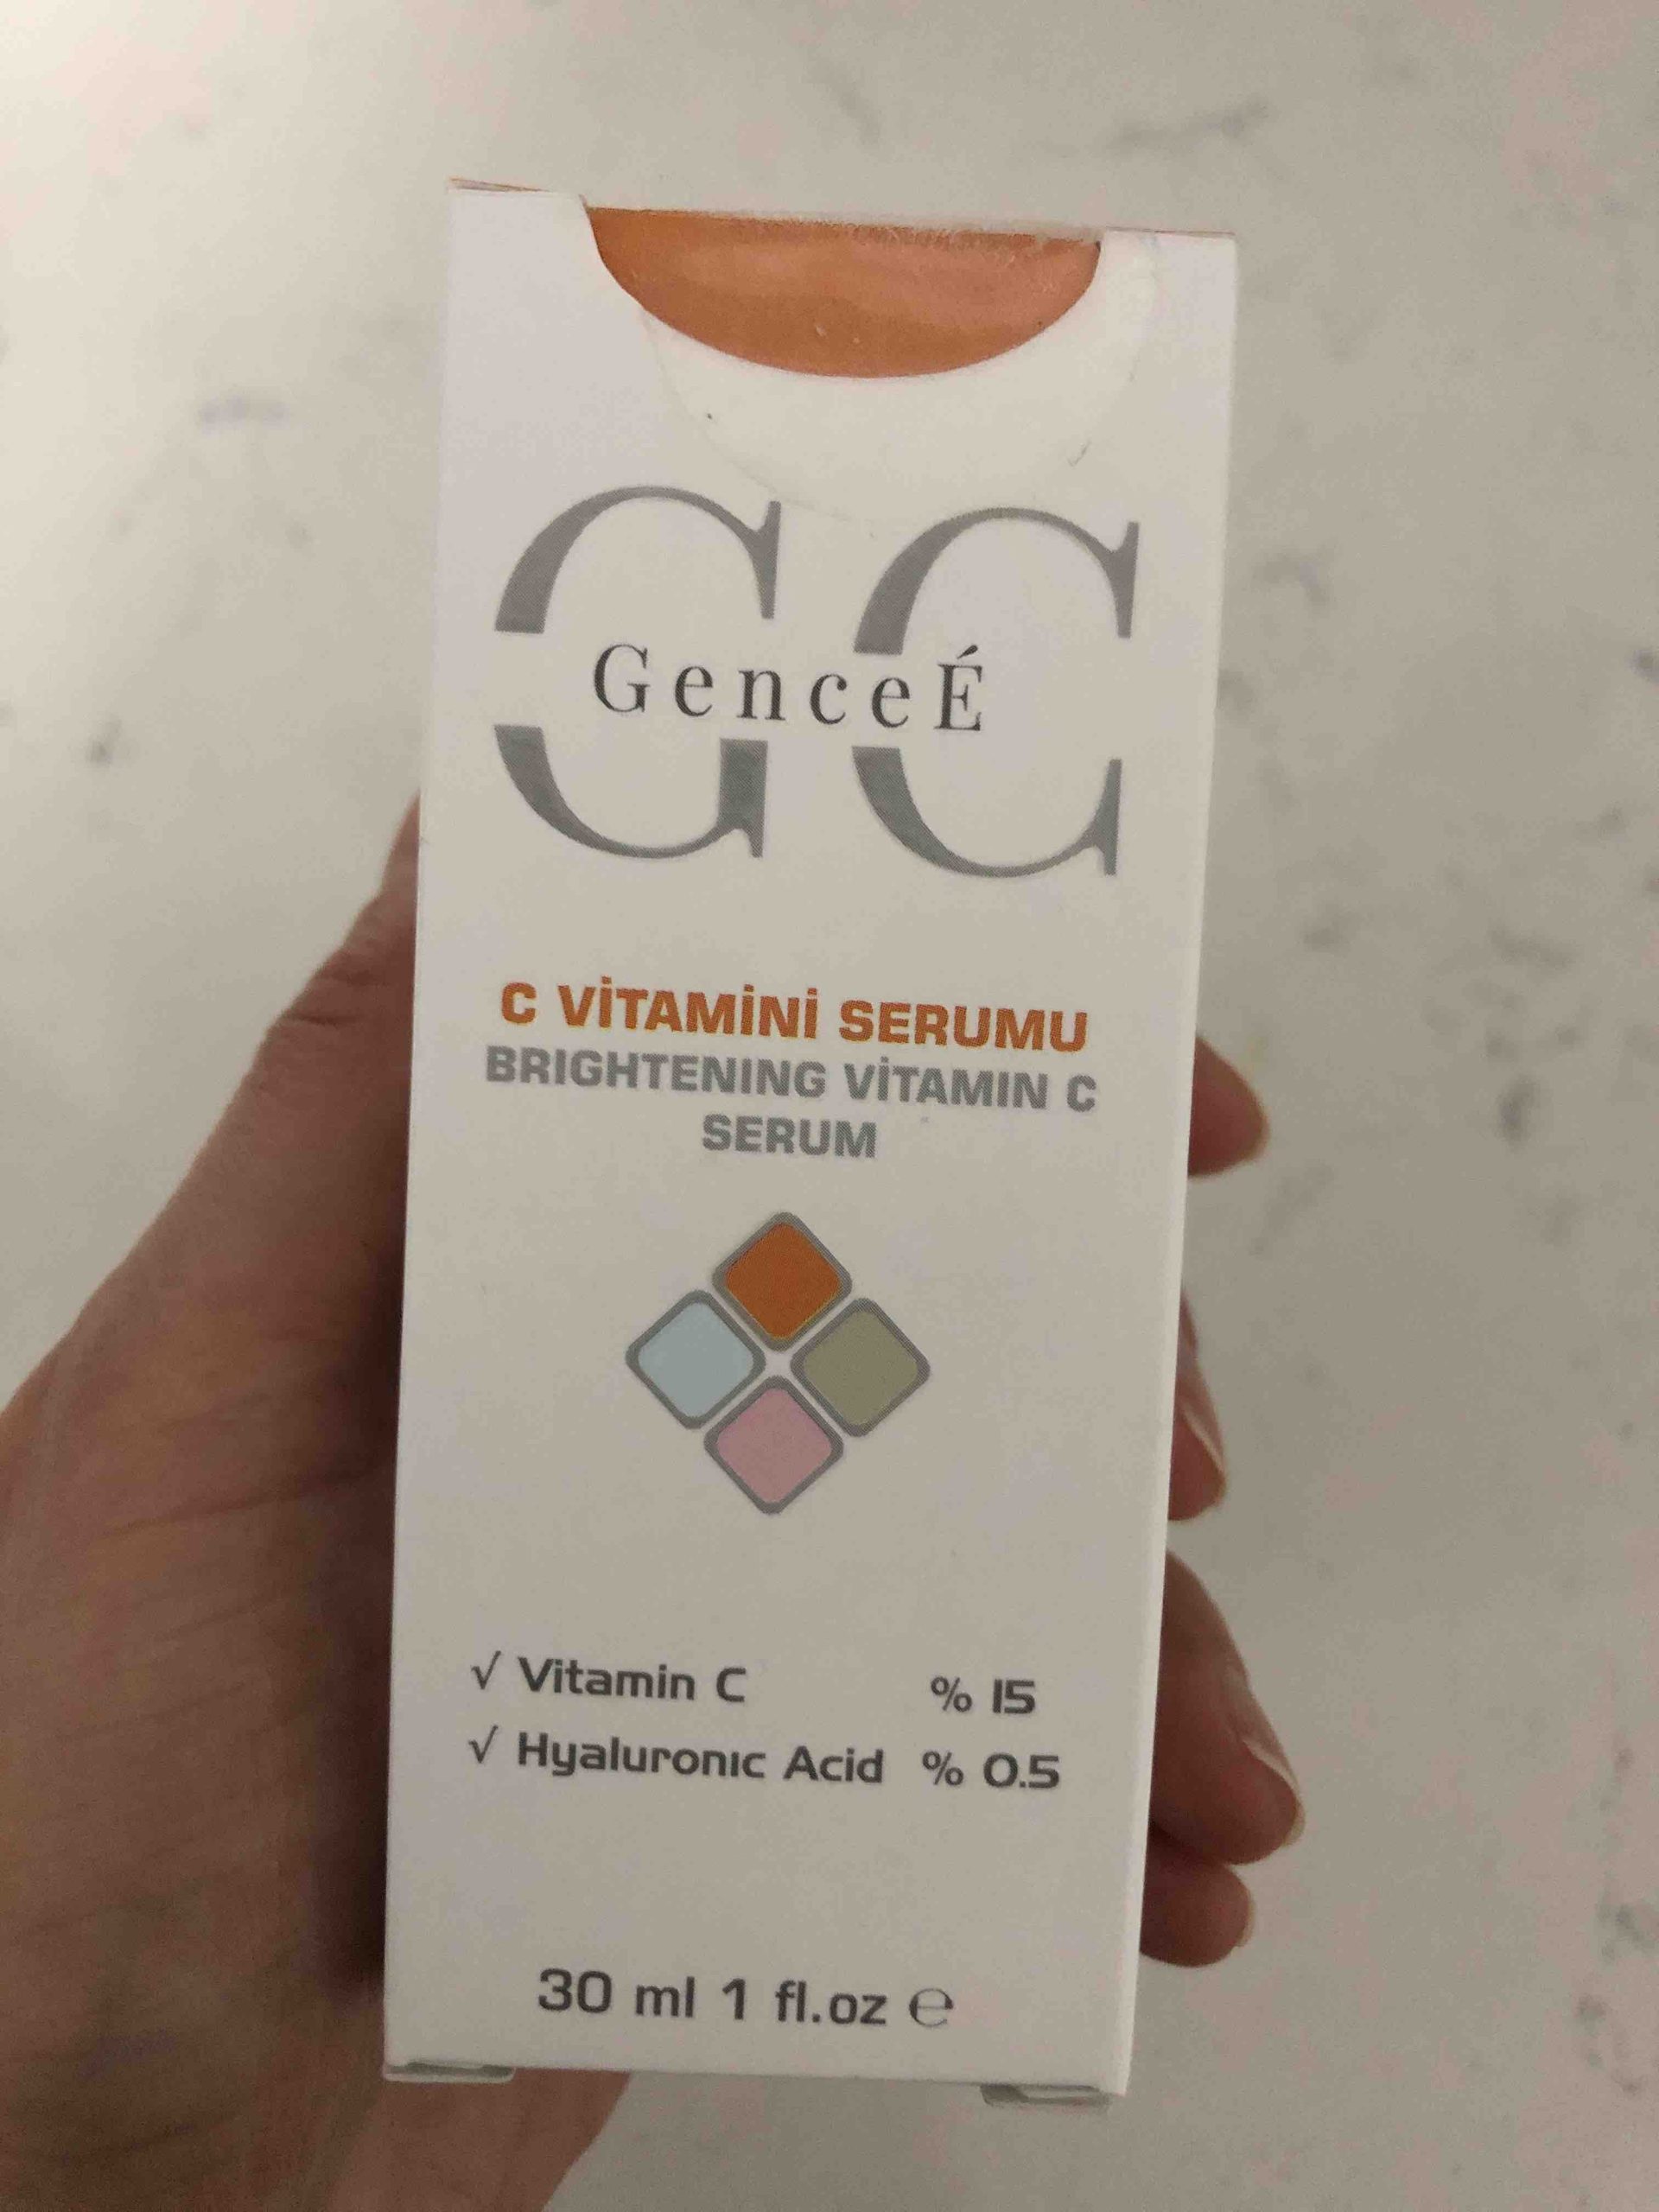 GC
GenceÉ
C VİTAMİNİ SERUMU
BRIGHTENING VİTAMIN C
SERUM
√ Vitamin C % 15
√ Hyaluronıc Acid % 0.5
30 ml 1 fl.oz ℮